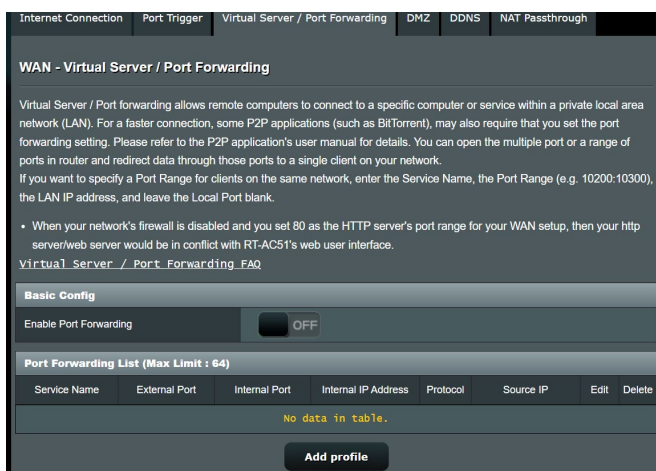 Internet Connection Port Trigger Virtual Server / Port Forwarding DMZ DDNS NAT Passthrough
WAN - Virtual Server / Port Forwarding
Virtual Server / Port forwarding allows remote computers to connect to a specific computer or service within a private local area
network (LAN). For a faster connection, some P2P applications (such as BitTorrent), may also require that you set the port
forwarding setting. Please refer to the P2P application's user manual for details. You can open the multiple port or a range of
ports in router and redirect data through those ports to a single client on your network.
If you want to specify a Port Range for clients on the same network, enter the Service Name, the Port Range (e.g. 10200:10300),
the LAN IP address, and leave the Local Port blank.
• When your network's firewall is disabled and you set 80 as the HTTP server's port range for your WAN setup, then your http
server/web server would be in conflict with RT-AC51's web user interface.
Virtual Server / Port Forwarding FAQ
Basic Config
Enable Port Forwarding OFF
Port Forwarding List (Max Limit : 64)
Service Name External Port Internal Port Internal IP Address Protocol Source IP Edit Delete
No data in table.
Add profile